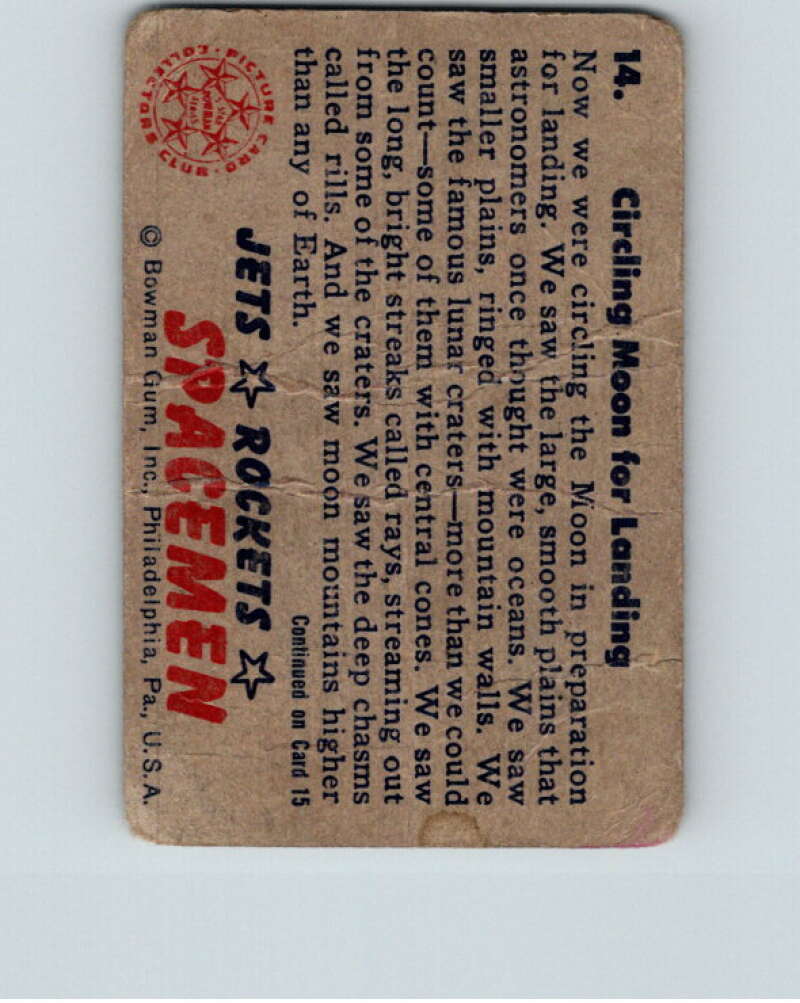 14. Circling Moon for Landing
Now we were circling the Moon in preparation
for landing. We saw the large, smooth plains that
astronomers once thought were oceans. We saw
smaller plains, ringed with mountain walls. We
saw the famous lunar craters—more than we could
count—some of them with central cones. We saw
the long, bright streaks called rays, streaming out
from some of the craters. We saw the deep chasms
called rills. And we saw moon mountains higher
than any of Earth.
Continued on Card 15
JETS ROCKETS
SPACEMEN
© Bowman Gum, Inc., Philadelphia, Pa., U.S.A.
PICTURE CARD COLLECTORS CLUB
BOWMAN